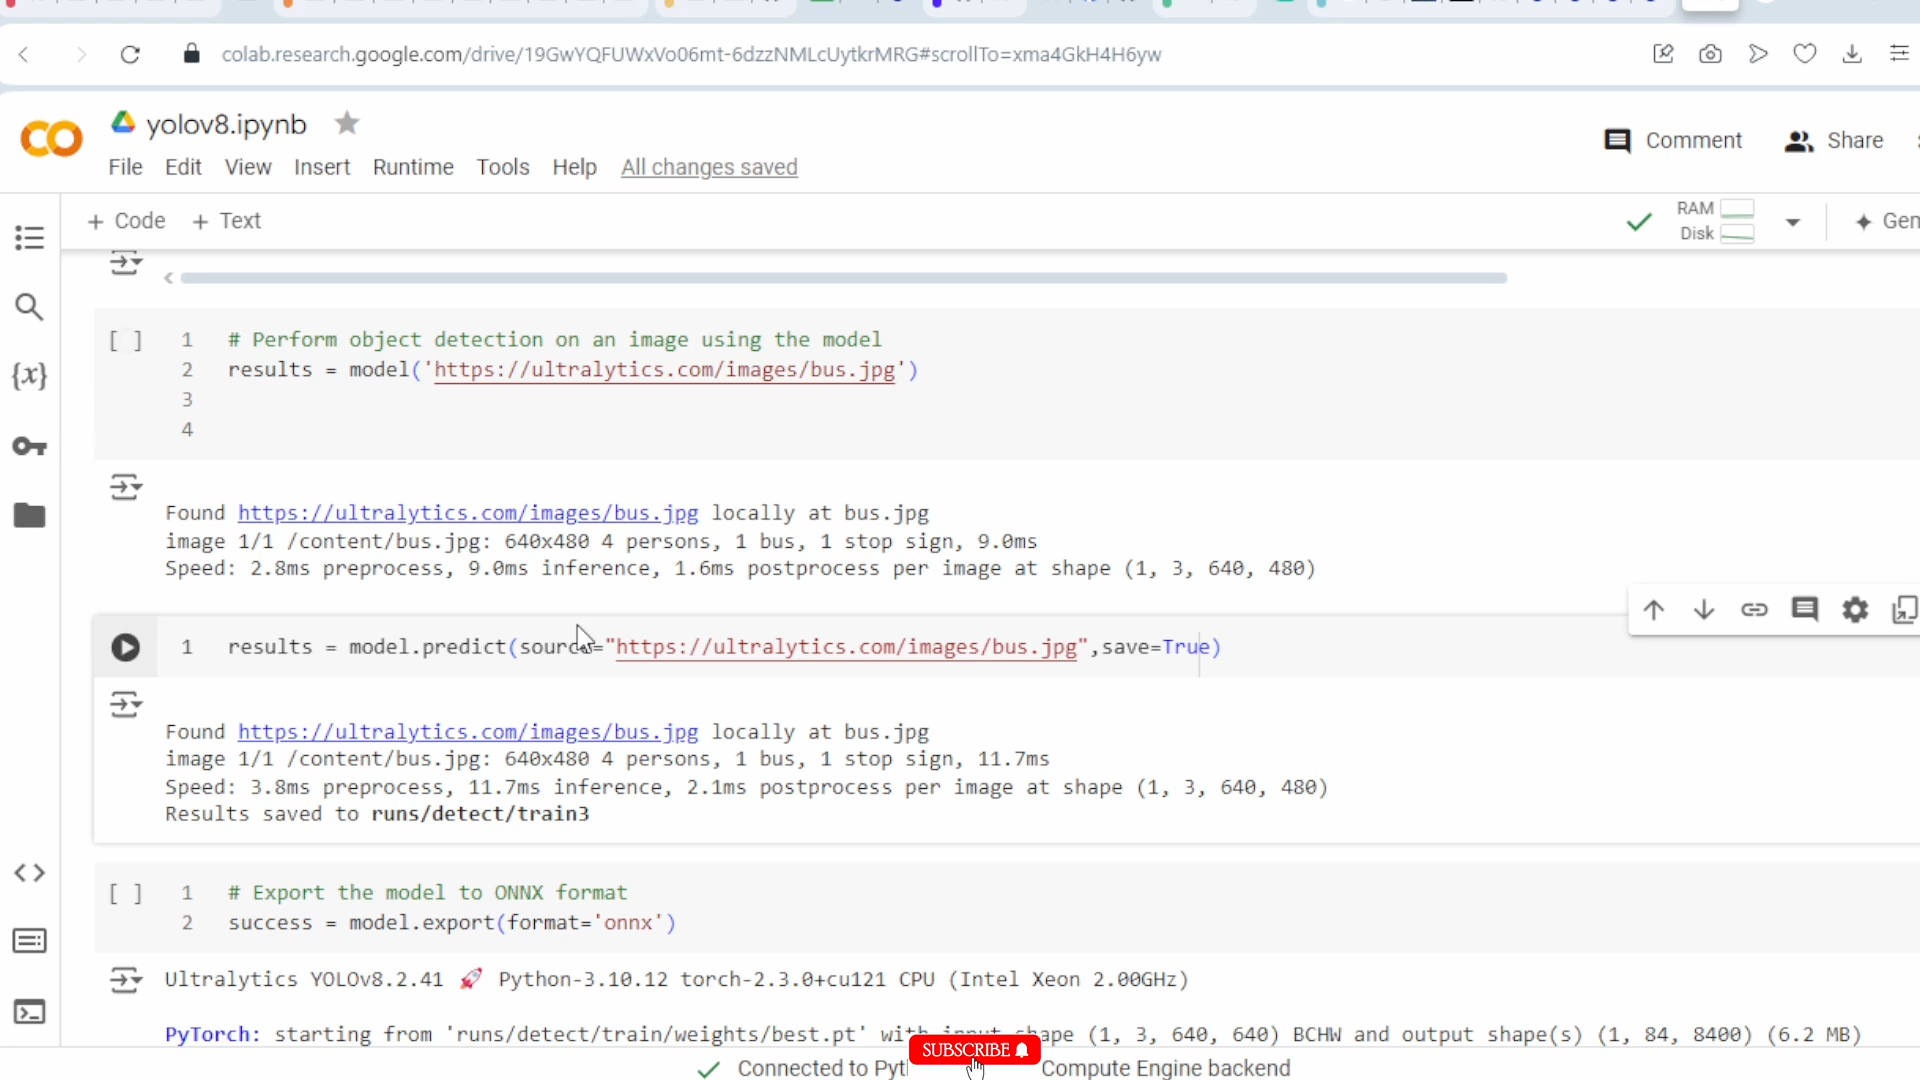 colab.research.google.com/drive/19GwYQFUWxVo06mt-6dzzNMLcUytkrMRG#scrollTo=xma4GkH4H6yw
yolov8.ipynb
Comment Share
File Edit View Insert Runtime Tools Help All changes saved
+ Code + Text
RAM
Disk
Gem
[ ] 1 # Perform object detection on an image using the model
2 results = model('https://ultralytics.com/images/bus.jpg')
3
4
Found https://ultralytics.com/images/bus.jpg locally at bus.jpg
image 1/1 /content/bus.jpg: 640x480 4 persons, 1 bus, 1 stop sign, 9.0ms
Speed: 2.8ms preprocess, 9.0ms inference, 1.6ms postprocess per image at shape (1, 3, 640, 480)
1 results = model.predict(source="https://ultralytics.com/images/bus.jpg",save=True)
Found https://ultralytics.com/images/bus.jpg locally at bus.jpg
image 1/1 /content/bus.jpg: 640x480 4 persons, 1 bus, 1 stop sign, 11.7ms
Speed: 3.8ms preprocess, 11.7ms inference, 2.1ms postprocess per image at shape (1, 3, 640, 480)
Results saved to runs/detect/train3
[ ] 1 # Export the model to ONNX format
2 success = model.export(format='onnx')
Ultralytics YOLOv8.2.41 🚀 Python-3.10.12 torch-2.3.0+cu121 CPU (Intel Xeon 2.00GHz)
PyTorch: starting from 'runs/detect/train/weights/best.pt' with input shape (1, 3, 640, 640) BCHW and output shape(s) (1, 84, 8400) (6.2 MB)
SUBSCRIBE
Connected to Pyt Compute Engine backend